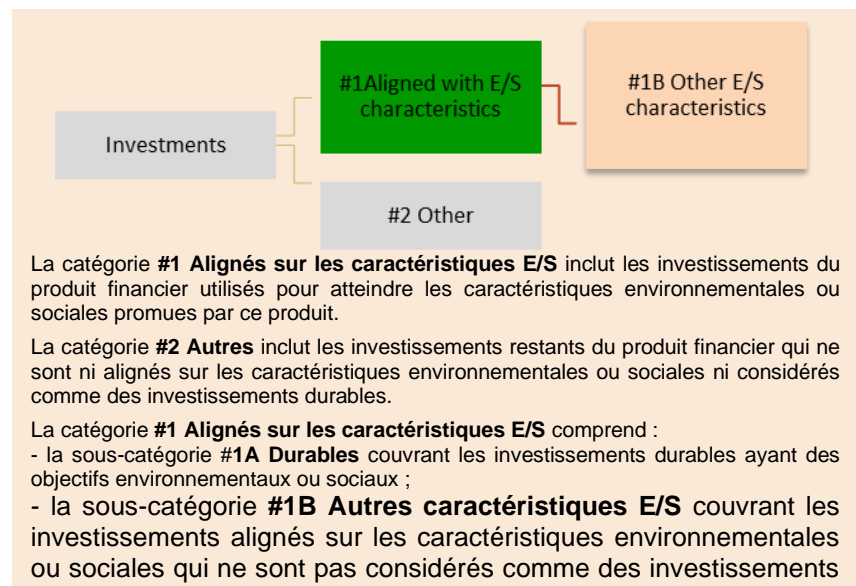 #1Aligned with E/S
characteristics
#1B Other E/S
characteristics
Investments
#2 Other
La catégorie #1 Alignés sur les caractéristiques E/S inclut les investissements du
produit financier utilisés pour atteindre les caractéristiques environnementales ou
sociales promues par ce produit.
La catégorie #2 Autres inclut les investissements restants du produit financier qui ne
sont ni alignés sur les caractéristiques environnementales ou sociales ni considérés
comme des investissements durables.
La catégorie #1 Alignés sur les caractéristiques E/S comprend :
- la sous-catégorie #1A Durables couvrant les investissements durables ayant des
objectifs environnementaux ou sociaux ;
- la sous-catégorie #1B Autres caractéristiques E/S couvrant les
investissements alignés sur les caractéristiques environnementales
ou sociales qui ne sont pas considérés comme des investissements